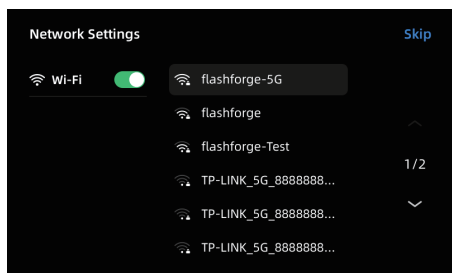 Network Settings
Skip
Wi-Fi
flashforge-5G
flashforge
flashforge-Test
TP-LINK_5G_8888888...
TP-LINK_5G_8888888...
TP-LINK_5G_8888888...
1/2